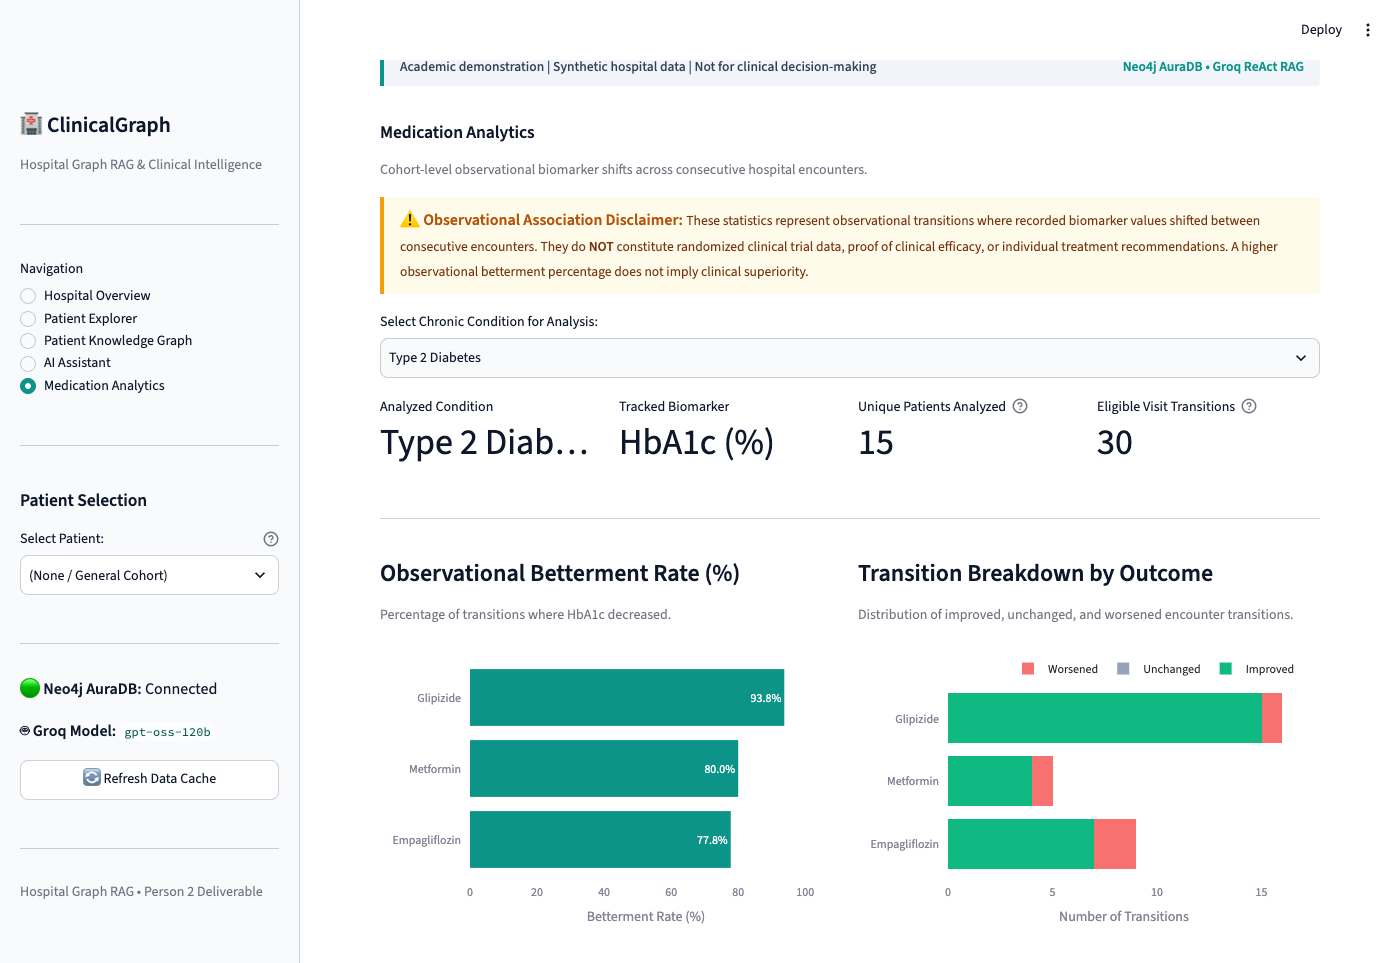 Deploy
Academic demonstration | Synthetic hospital data | Not for clinical decision-making
Neo4j AuraDB • Groq ReAct RAG
ClinicalGraph
Hospital Graph RAG & Clinical Intelligence
Navigation
Hospital Overview
Patient Explorer
Patient Knowledge Graph
AI Assistant
Medication Analytics
Patient Selection
Select Patient:
(None / General Cohort)
Neo4j AuraDB: Connected
Groq Model: gpt-oss-120b
Refresh Data Cache
Hospital Graph RAG • Person 2 Deliverable
Medication Analytics
Cohort-level observational biomarker shifts across consecutive hospital encounters.
Observational Association Disclaimer: These statistics represent observational transitions where recorded biomarker values shifted between
consecutive encounters. They do NOT constitute randomized clinical trial data, proof of clinical efficacy, or individual treatment recommendations. A higher
observational betterment percentage does not imply clinical superiority.
Select Chronic Condition for Analysis:
Type 2 Diabetes
Analyzed Condition
Type 2 Diab…
Tracked Biomarker
HbA1c (%)
Unique Patients Analyzed
15
Eligible Visit Transitions
30
Observational Betterment Rate (%)
Percentage of transitions where HbA1c decreased.
Glipizide
93.8%
Metformin
80.0%
Empagliflozin
77.8%
0 20 40 60 80 100
Betterment Rate (%)
Transition Breakdown by Outcome
Distribution of improved, unchanged, and worsened encounter transitions.
Worsened Unchanged Improved
Glipizide
Metformin
Empagliflozin
0 5 10 15
Number of Transitions